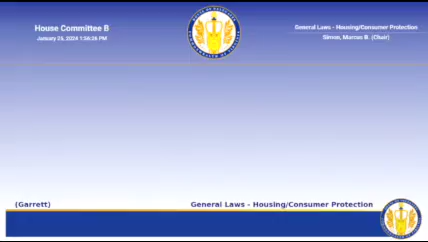 House Committee B
January 25, 2024 1:56:26 PM
General Laws - Housing/Consumer Protection
Simon, Marcus B. (Chair)
(Garrett)
General Laws - Housing/Consumer Protection